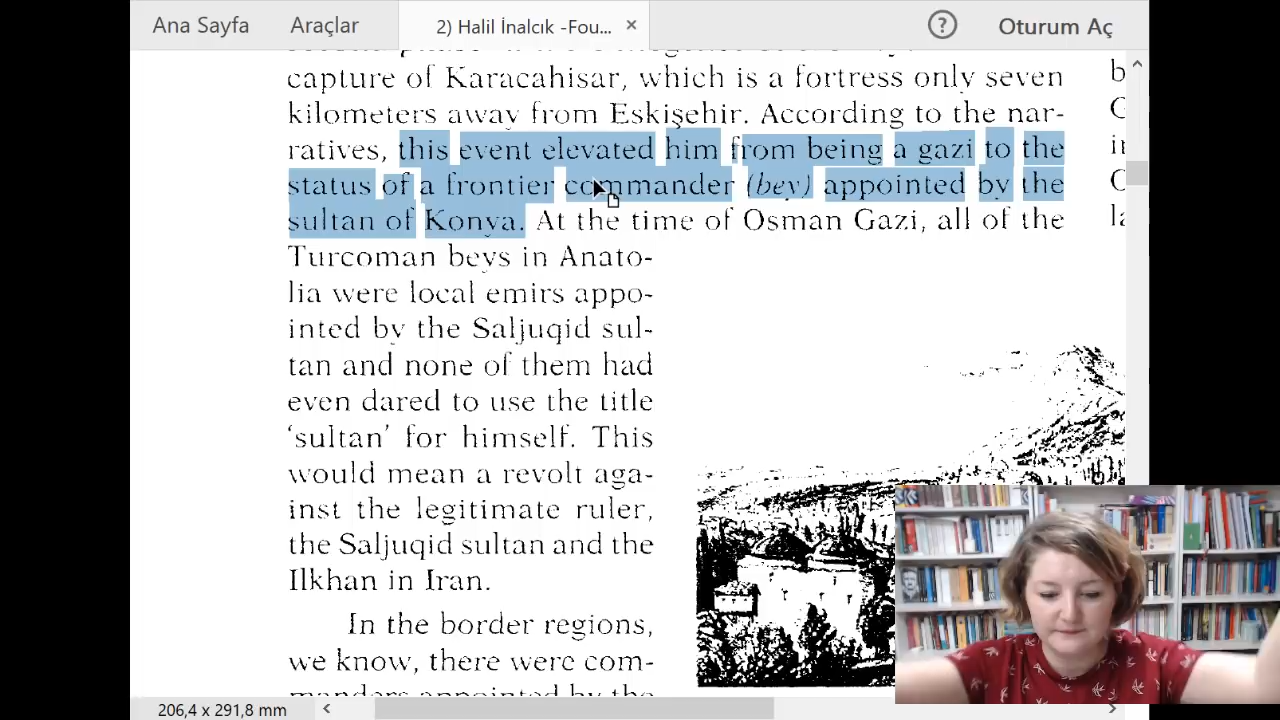 Ana Sayfa Araçlar 2) Halil İnalcık -Fou... × ? Oturum Aç
capture of Karacahisar, which is a fortress only seven
kilometers away from Eskişehir. According to the nar-
ratives, this event elevated him from being a gazi to the
status of a frontier commander (bey) appointed by the
sultan of Konya. At the time of Osman Gazi, all of the
Turcoman beys in Anato-
lia were local emirs appo-
inted by the Saljuqid sul-
tan and none of them had
even dared to use the title
‘sultan’ for himself. This
would mean a revolt aga-
inst the legitimate ruler,
the Saljuqid sultan and the
Ilkhan in Iran.
In the border regions,
we know, there were com-
manders appointed by the
206,4 x 291,8 mm